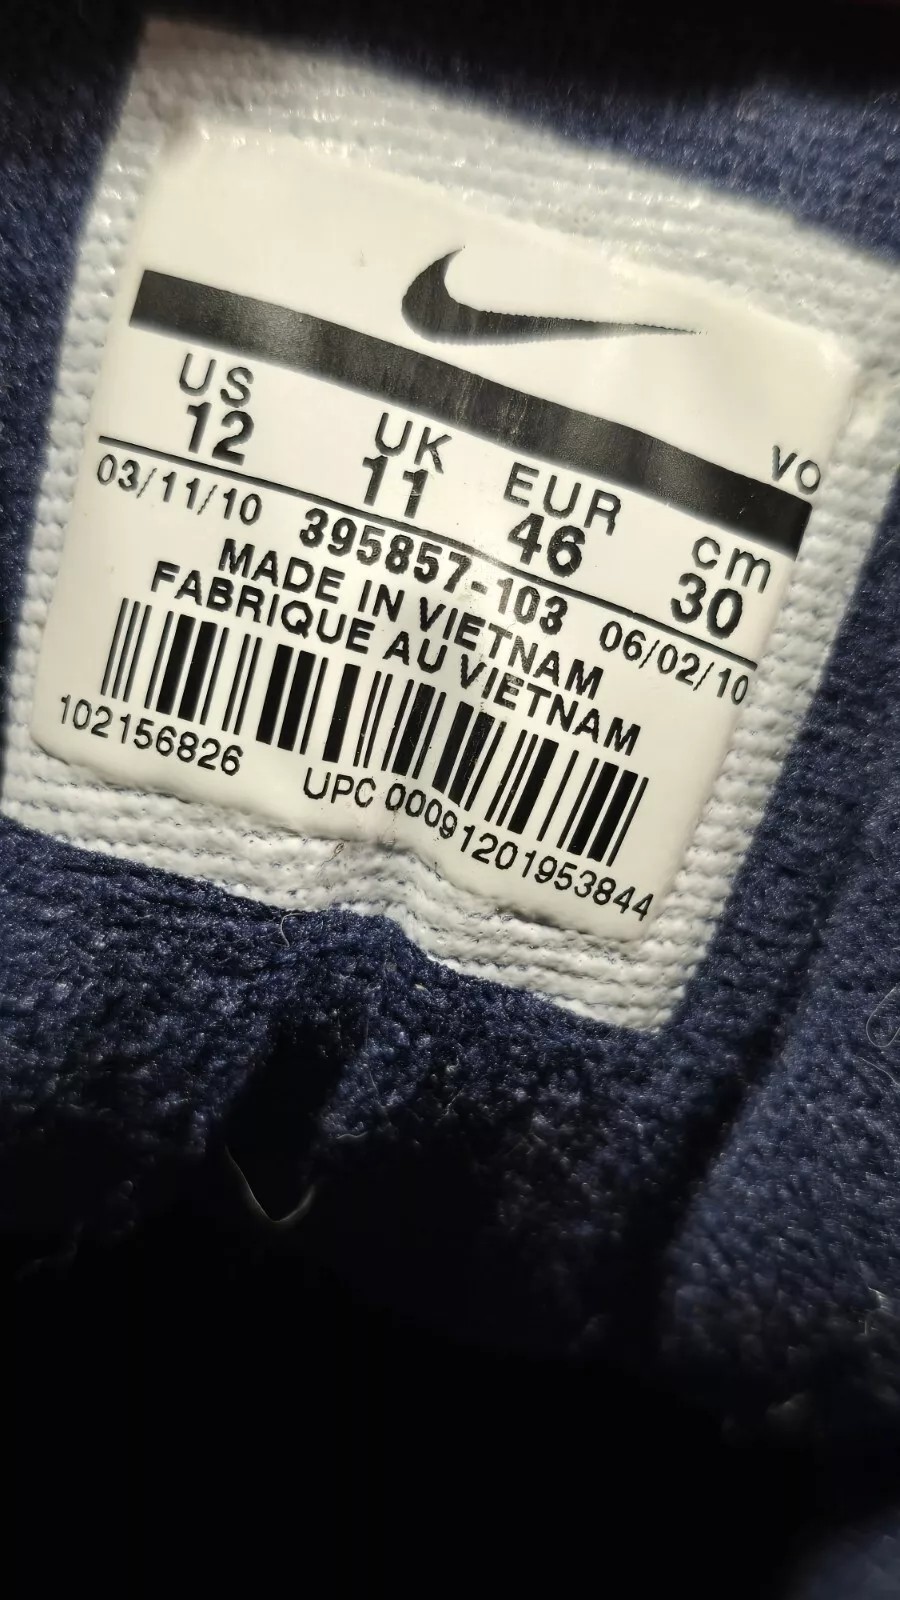 VO
US UK EUR cm
12 11 46 30
03/11/10 395857-103 06/02/10
MADE IN VIETNAM
FABRIQUE AU VIETNAM
102156826 UPC 00091201953844